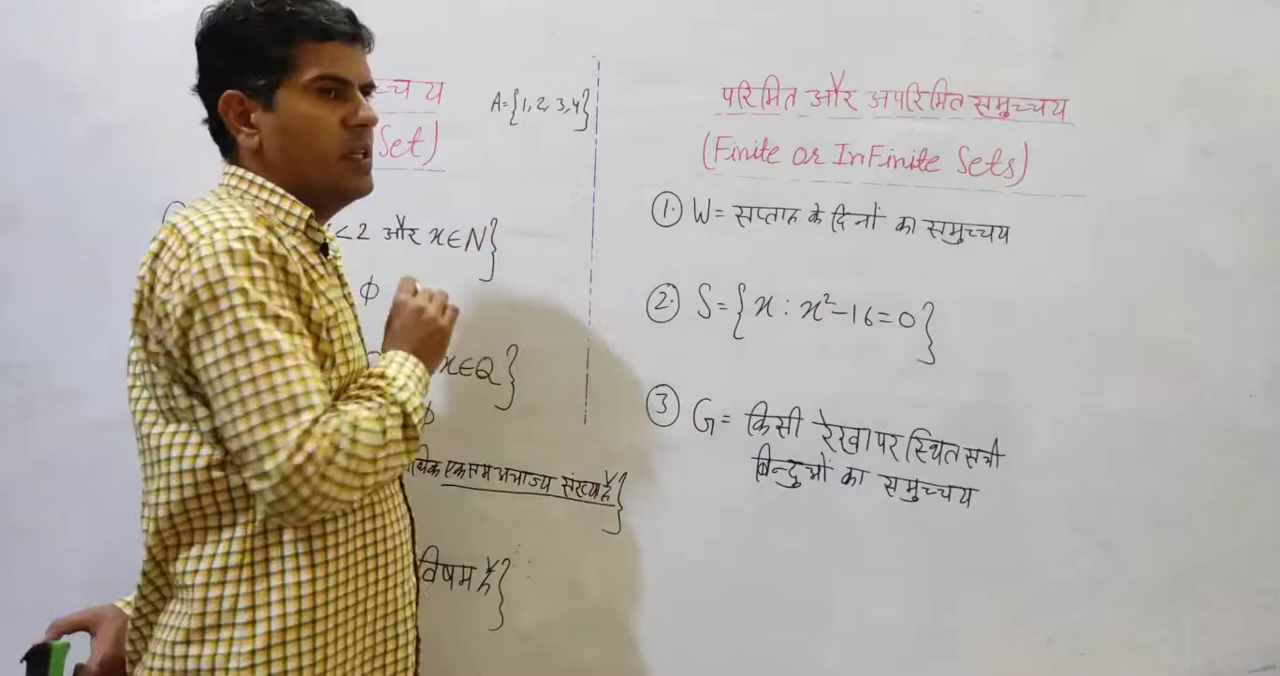 च्चय
Set)
A={1,2,3,4}
<2 और x∈N}
ϕ
x∈Q}
ϕ
एक सम अभाज्य संख्या है}
विषम है}
परिमित और अपरिमित समुच्चय
(Finite or InFinite Sets)
1. W= सप्ताह के दिनों का समुच्चय
2. S={x : x²-16=0}
3 G= किसी रेखा पर स्थित सभी
बिन्दुओं का समुच्चय